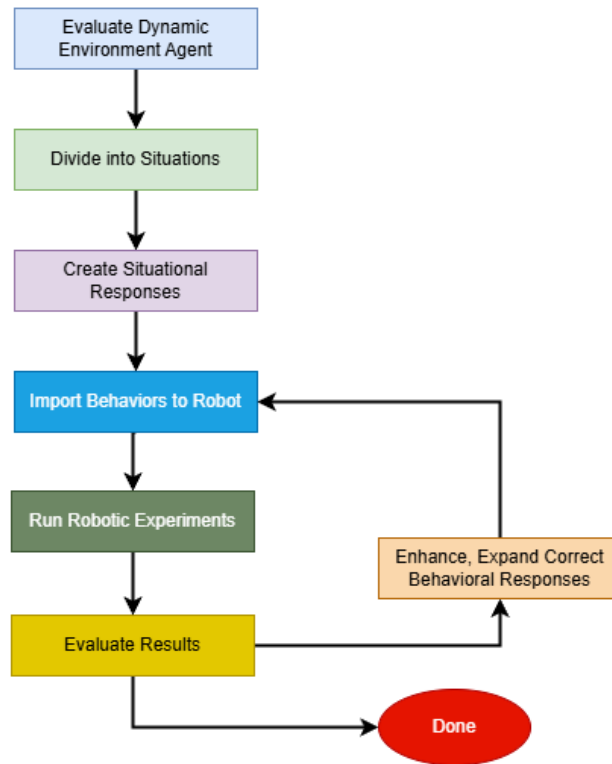 Evaluate Dynamic
Environment Agent
Divide into Situations
Create Situational
Responses
Import Behaviors to Robot
Run Robotic Experiments
Enhance, Expand Correct
Behavioral Responses
Evaluate Results
Done